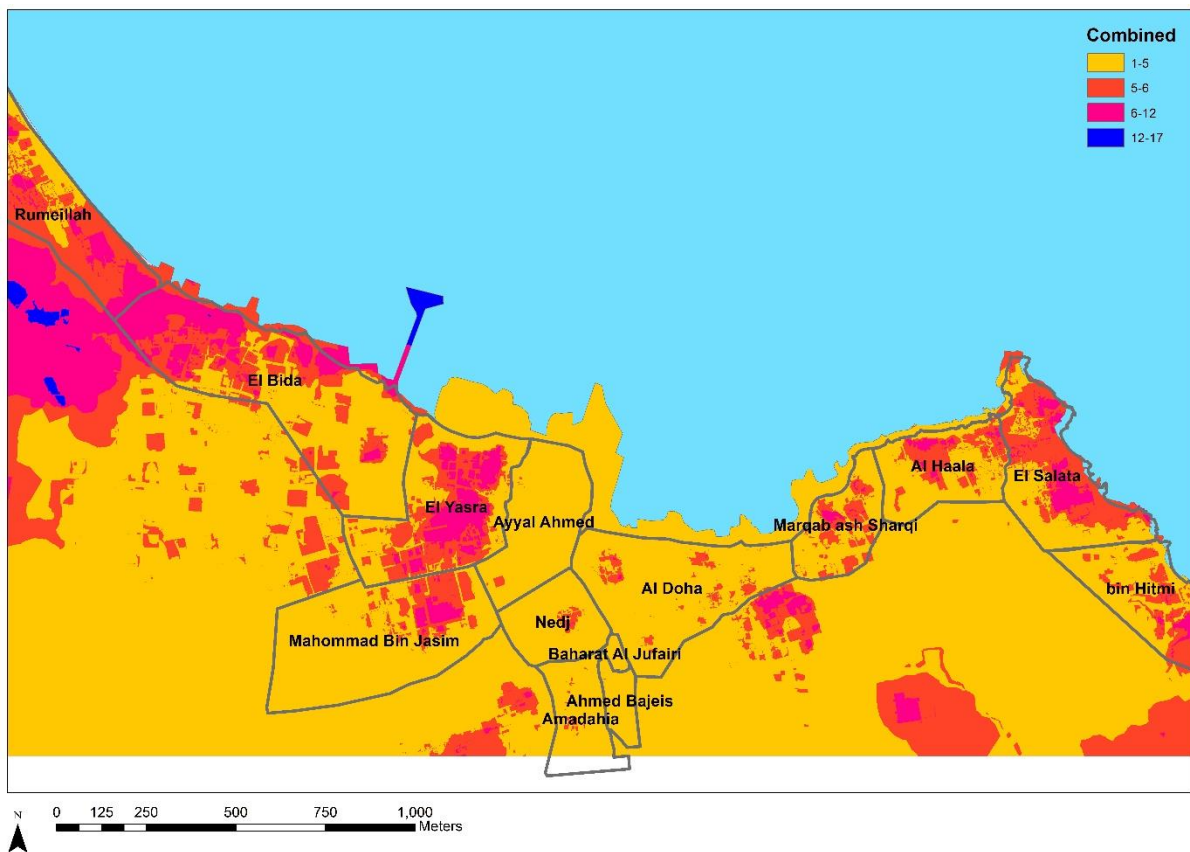 Combined
1-5
5-6
6-12
12-17
Rumeillah
El Bida
El Yasra
Ayyal Ahmed
Al Haala
El Salata
Marqab ash Sharqi
Al Doha
bin Hitmi
Nedj
Mahommad Bin Jasim
Baharat Al Jufairi
Ahmed Bajeis
Amadahia
N
0 125 250 500 750 1,000
Meters